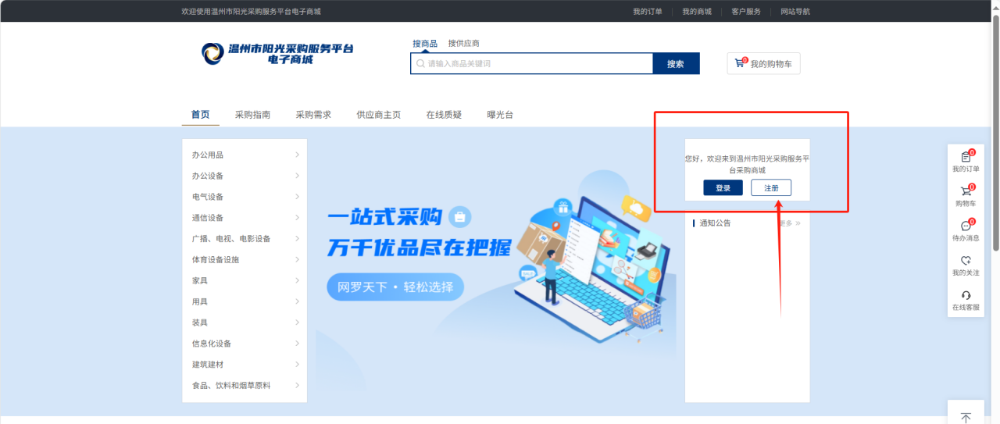 欢迎使用温州市阳光采购服务平台电子商城
我的订单
我的商城
客户服务
网站导航
温州市阳光采购服务平台
电子商城
搜商品
搜供应商
请输入商品关键词
搜索
0
我的购物车
首页
采购指南
采购需求
供应商主页
在线质疑
曝光台
办公用品
办公设备
电气设备
通信设备
广播、电视、电影设备
体育设备设施
家具
用具
装具
信息化设备
建筑建材
食品、饮料和烟草原料
一站式采购
万千优品尽在把握
网罗天下·轻松选择
您好，欢迎来到温州市阳光采购服务平
台采购商城
登录
注册
通知公告
更多
0
我的订单
0
购物车
0
待办消息
我的关注
在线客服